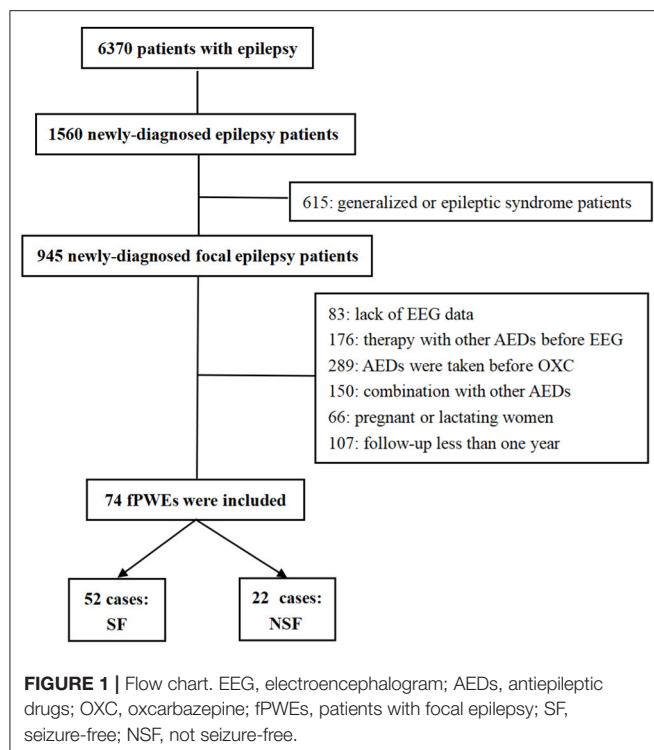 6370 patients with epilepsy
1560 newly-diagnosed epilepsy patients
615: generalized or epileptic syndrome patients
945 newly-diagnosed focal epilepsy patients
83: lack of EEG data
176: therapy with other AEDs before EEG
289: AEDs were taken before OXC
150: combination with other AEDs
66: pregnant or lactating women
107: follow-up less than one year
74 fPWEs were included
52 cases:
SF
22 cases:
NSF
FIGURE 1 | Flow chart. EEG, electroencephalogram; AEDs, antiepileptic
drugs; OXC, oxcarbazepine; fPWEs, patients with focal epilepsy; SF,
seizure-free; NSF, not seizure-free.